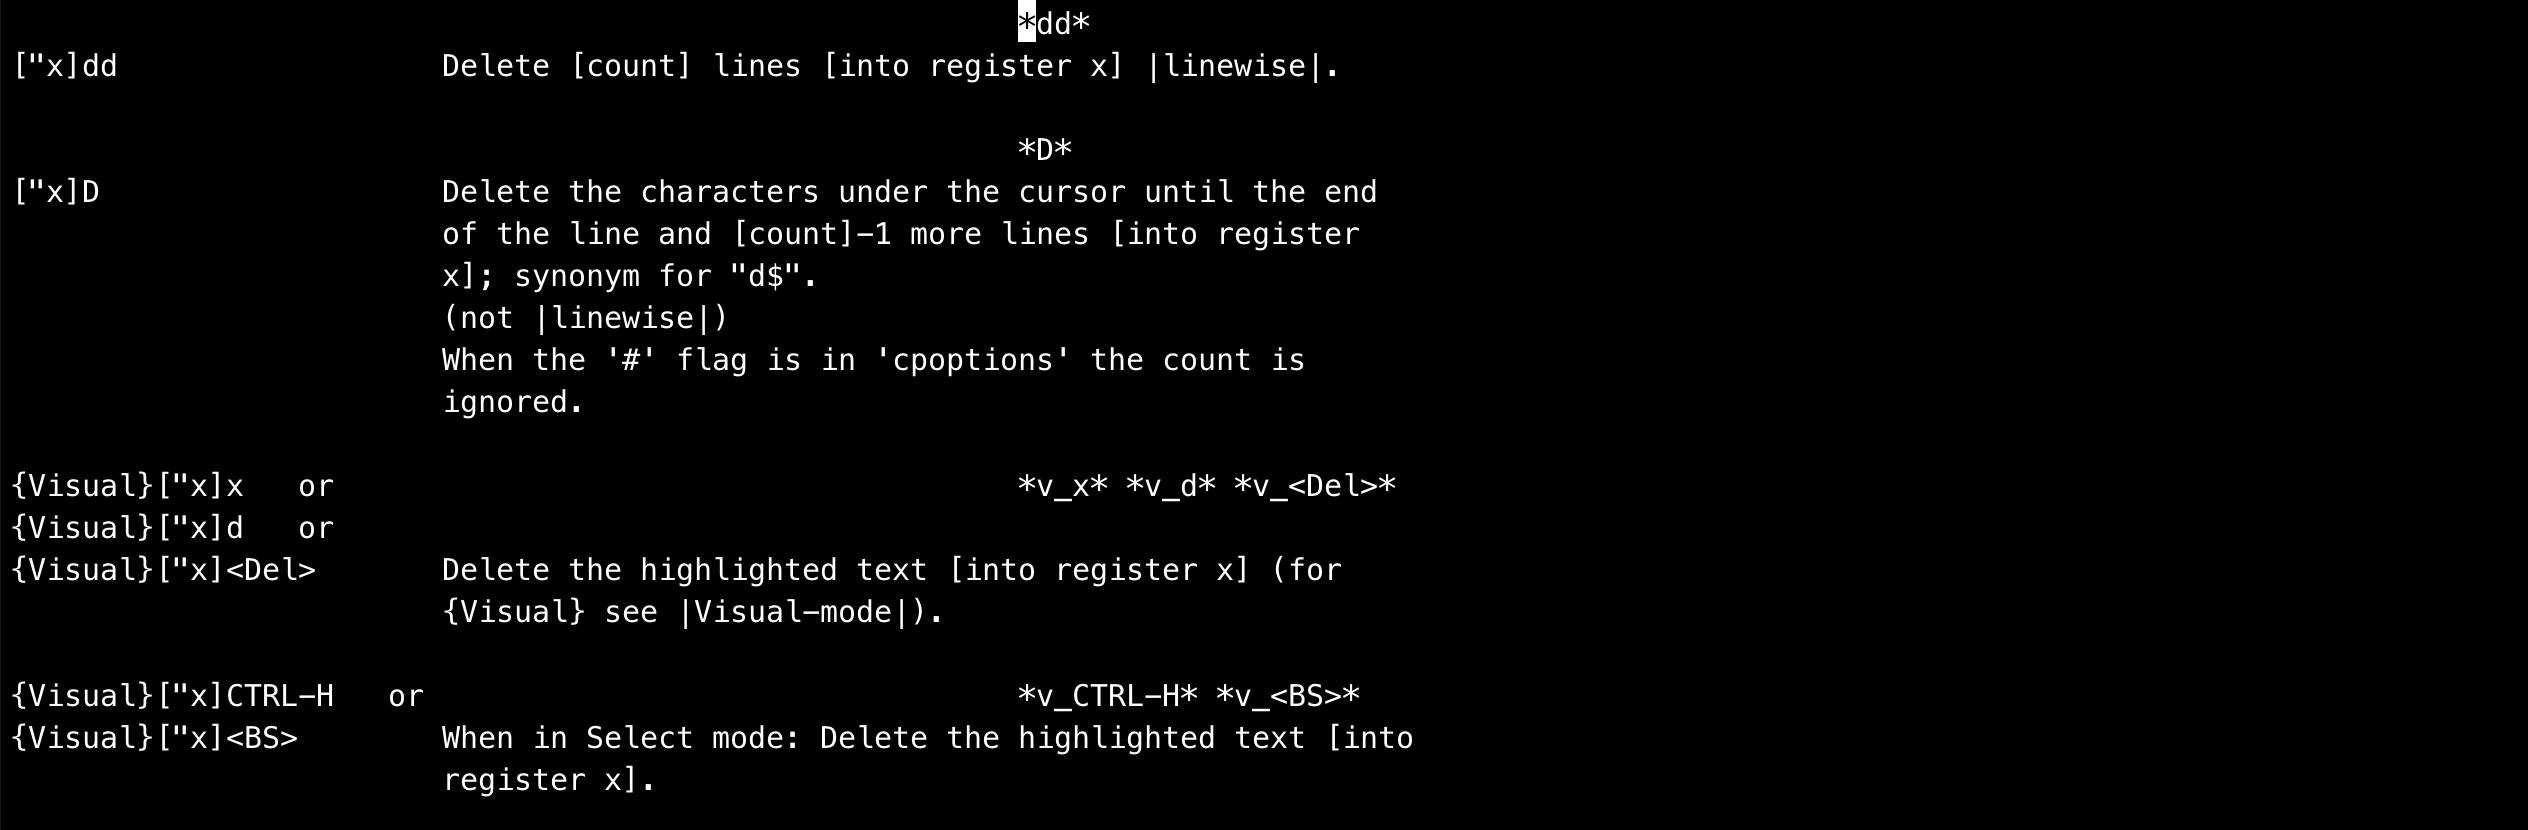 *dd*
["x]dd Delete [count] lines [into register x] |linewise|.
*D*
["x]D Delete the characters under the cursor until the end
of the line and [count]-1 more lines [into register
x]; synonym for "d$".
(not |linewise|)
When the '#' flag is in 'cpoptions' the count is
ignored.
{Visual}["x]x or *v_x* *v_d* *v_<Del>*
{Visual}["x]d or
{Visual}["x]<Del> Delete the highlighted text [into register x] (for
{Visual} see |Visual-mode|).
{Visual}["x]CTRL-H or *v_CTRL-H* *v_<BS>*
{Visual}["x]<BS> When in Select mode: Delete the highlighted text [into
register x].